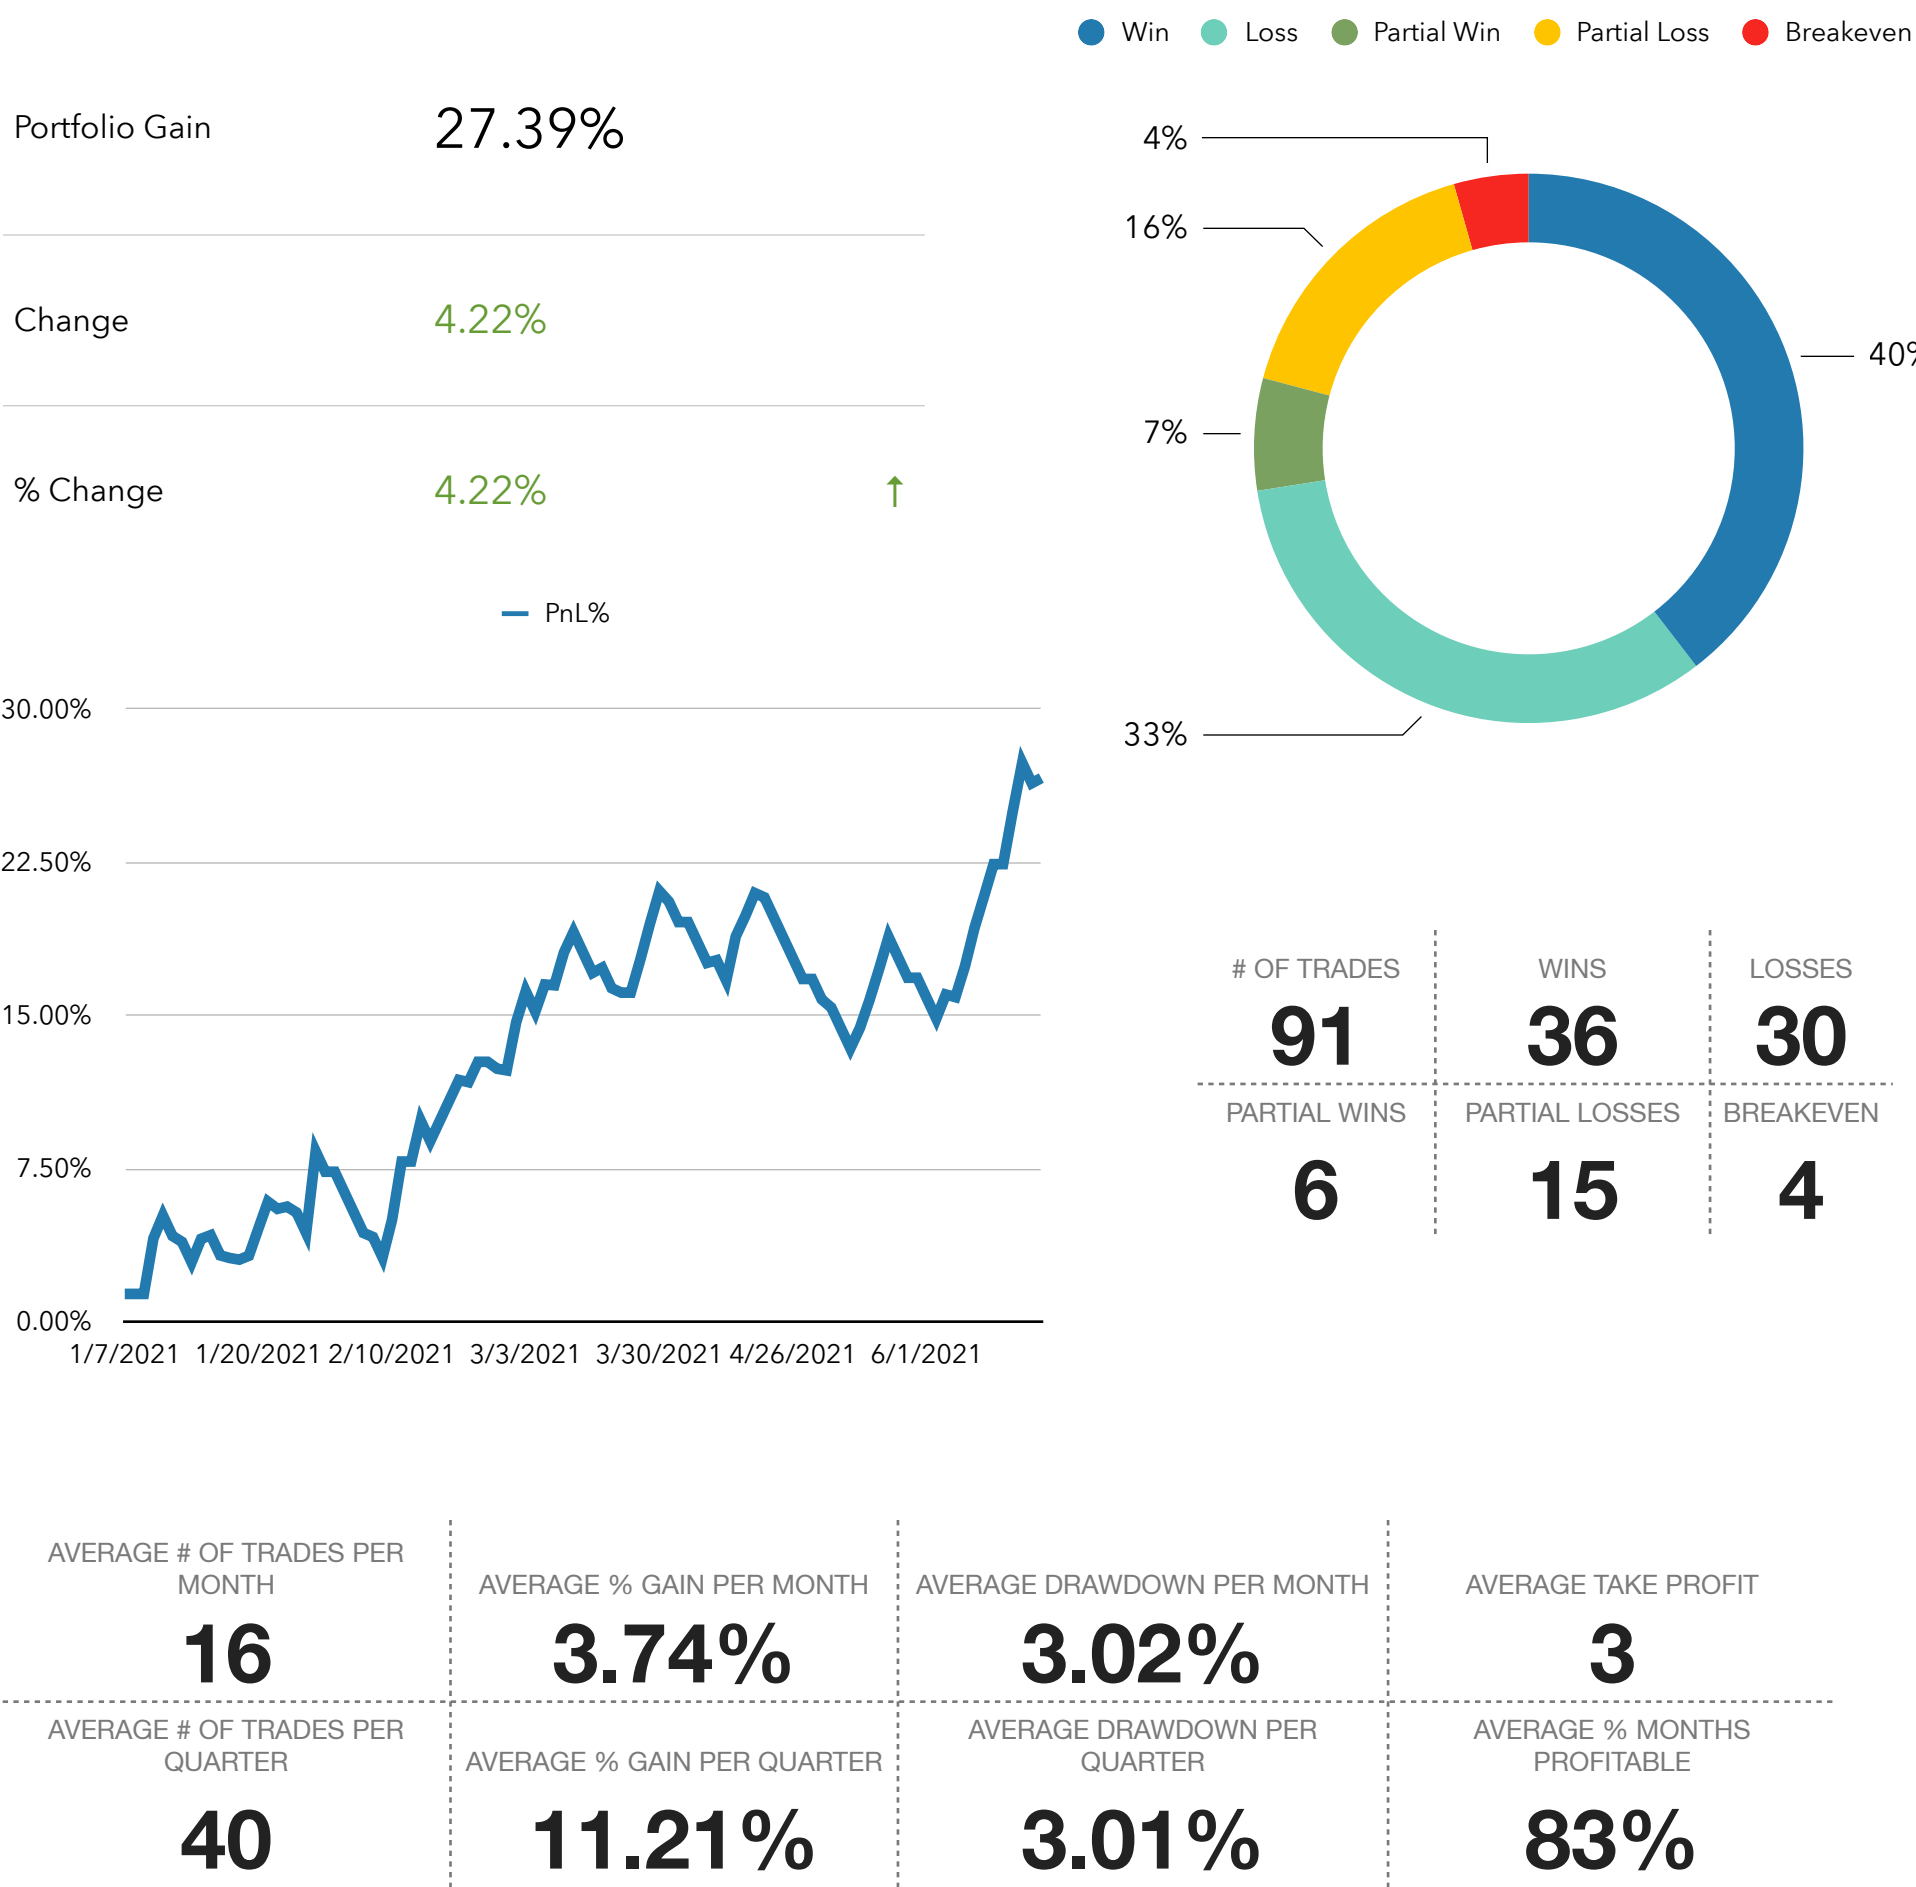 Win Loss Partial Win Partial Loss Breakeven
Portfolio Gain 27.39%
Change 4.22%
% Change 4.22% ↑
4%
16%
40%
7%
33%
PnL%
30.00%
22.50%
15.00%
7.50%
0.00%
1/7/2021 1/20/2021 2/10/2021 3/3/2021 3/30/2021 4/26/2021 6/1/2021
# OF TRADES WINS LOSSES
91 36 30
PARTIAL WINS PARTIAL LOSSES BREAKEVEN
6 15 4
AVERAGE # OF TRADES PER
MONTH
16
AVERAGE % GAIN PER MONTH
3.74%
AVERAGE DRAWDOWN PER MONTH
3.02%
AVERAGE TAKE PROFIT
3
AVERAGE # OF TRADES PER
QUARTER
40
AVERAGE % GAIN PER QUARTER
11.21%
AVERAGE DRAWDOWN PER
QUARTER
3.01%
AVERAGE % MONTHS
PROFITABLE
83%